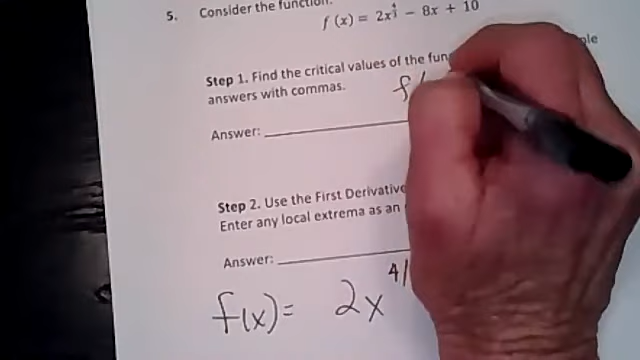 5. Consider the function.
f (x) = 2x^4/3 − 8x + 10
Step 1. Find the critical values of the
answers with commas.
f'
Answer:
Step 2. Use the First Derivative
Enter any local extrema as an
Answer:
f(x) = 2x^4/